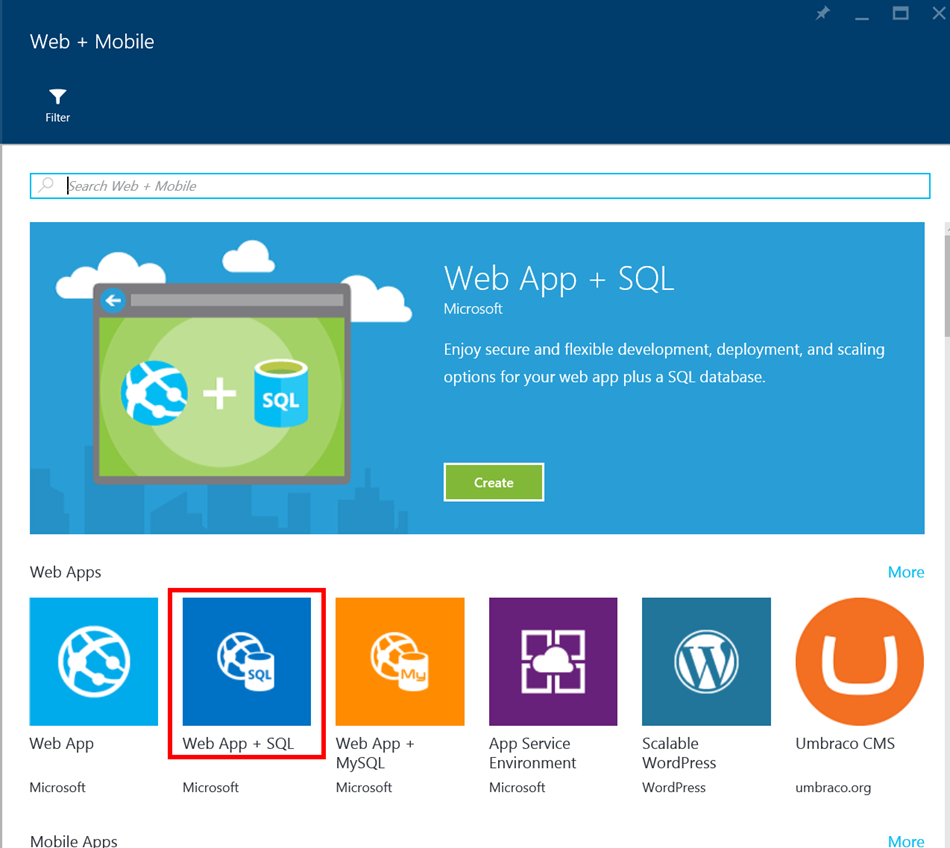 Web + Mobile
Filter
Search Web + Mobile
Web App + SQL
Microsoft
Enjoy secure and flexible development, deployment, and scaling
options for your web app plus a SQL database.
SQL
Create
Web Apps
More
SQL
My
Web App
Web App + SQL
Web App +
MySQL
App Service
Environment
Scalable
WordPress
Umbraco CMS
Microsoft
Microsoft
Microsoft
Microsoft
WordPress
umbraco.org
Mobile Apps
More